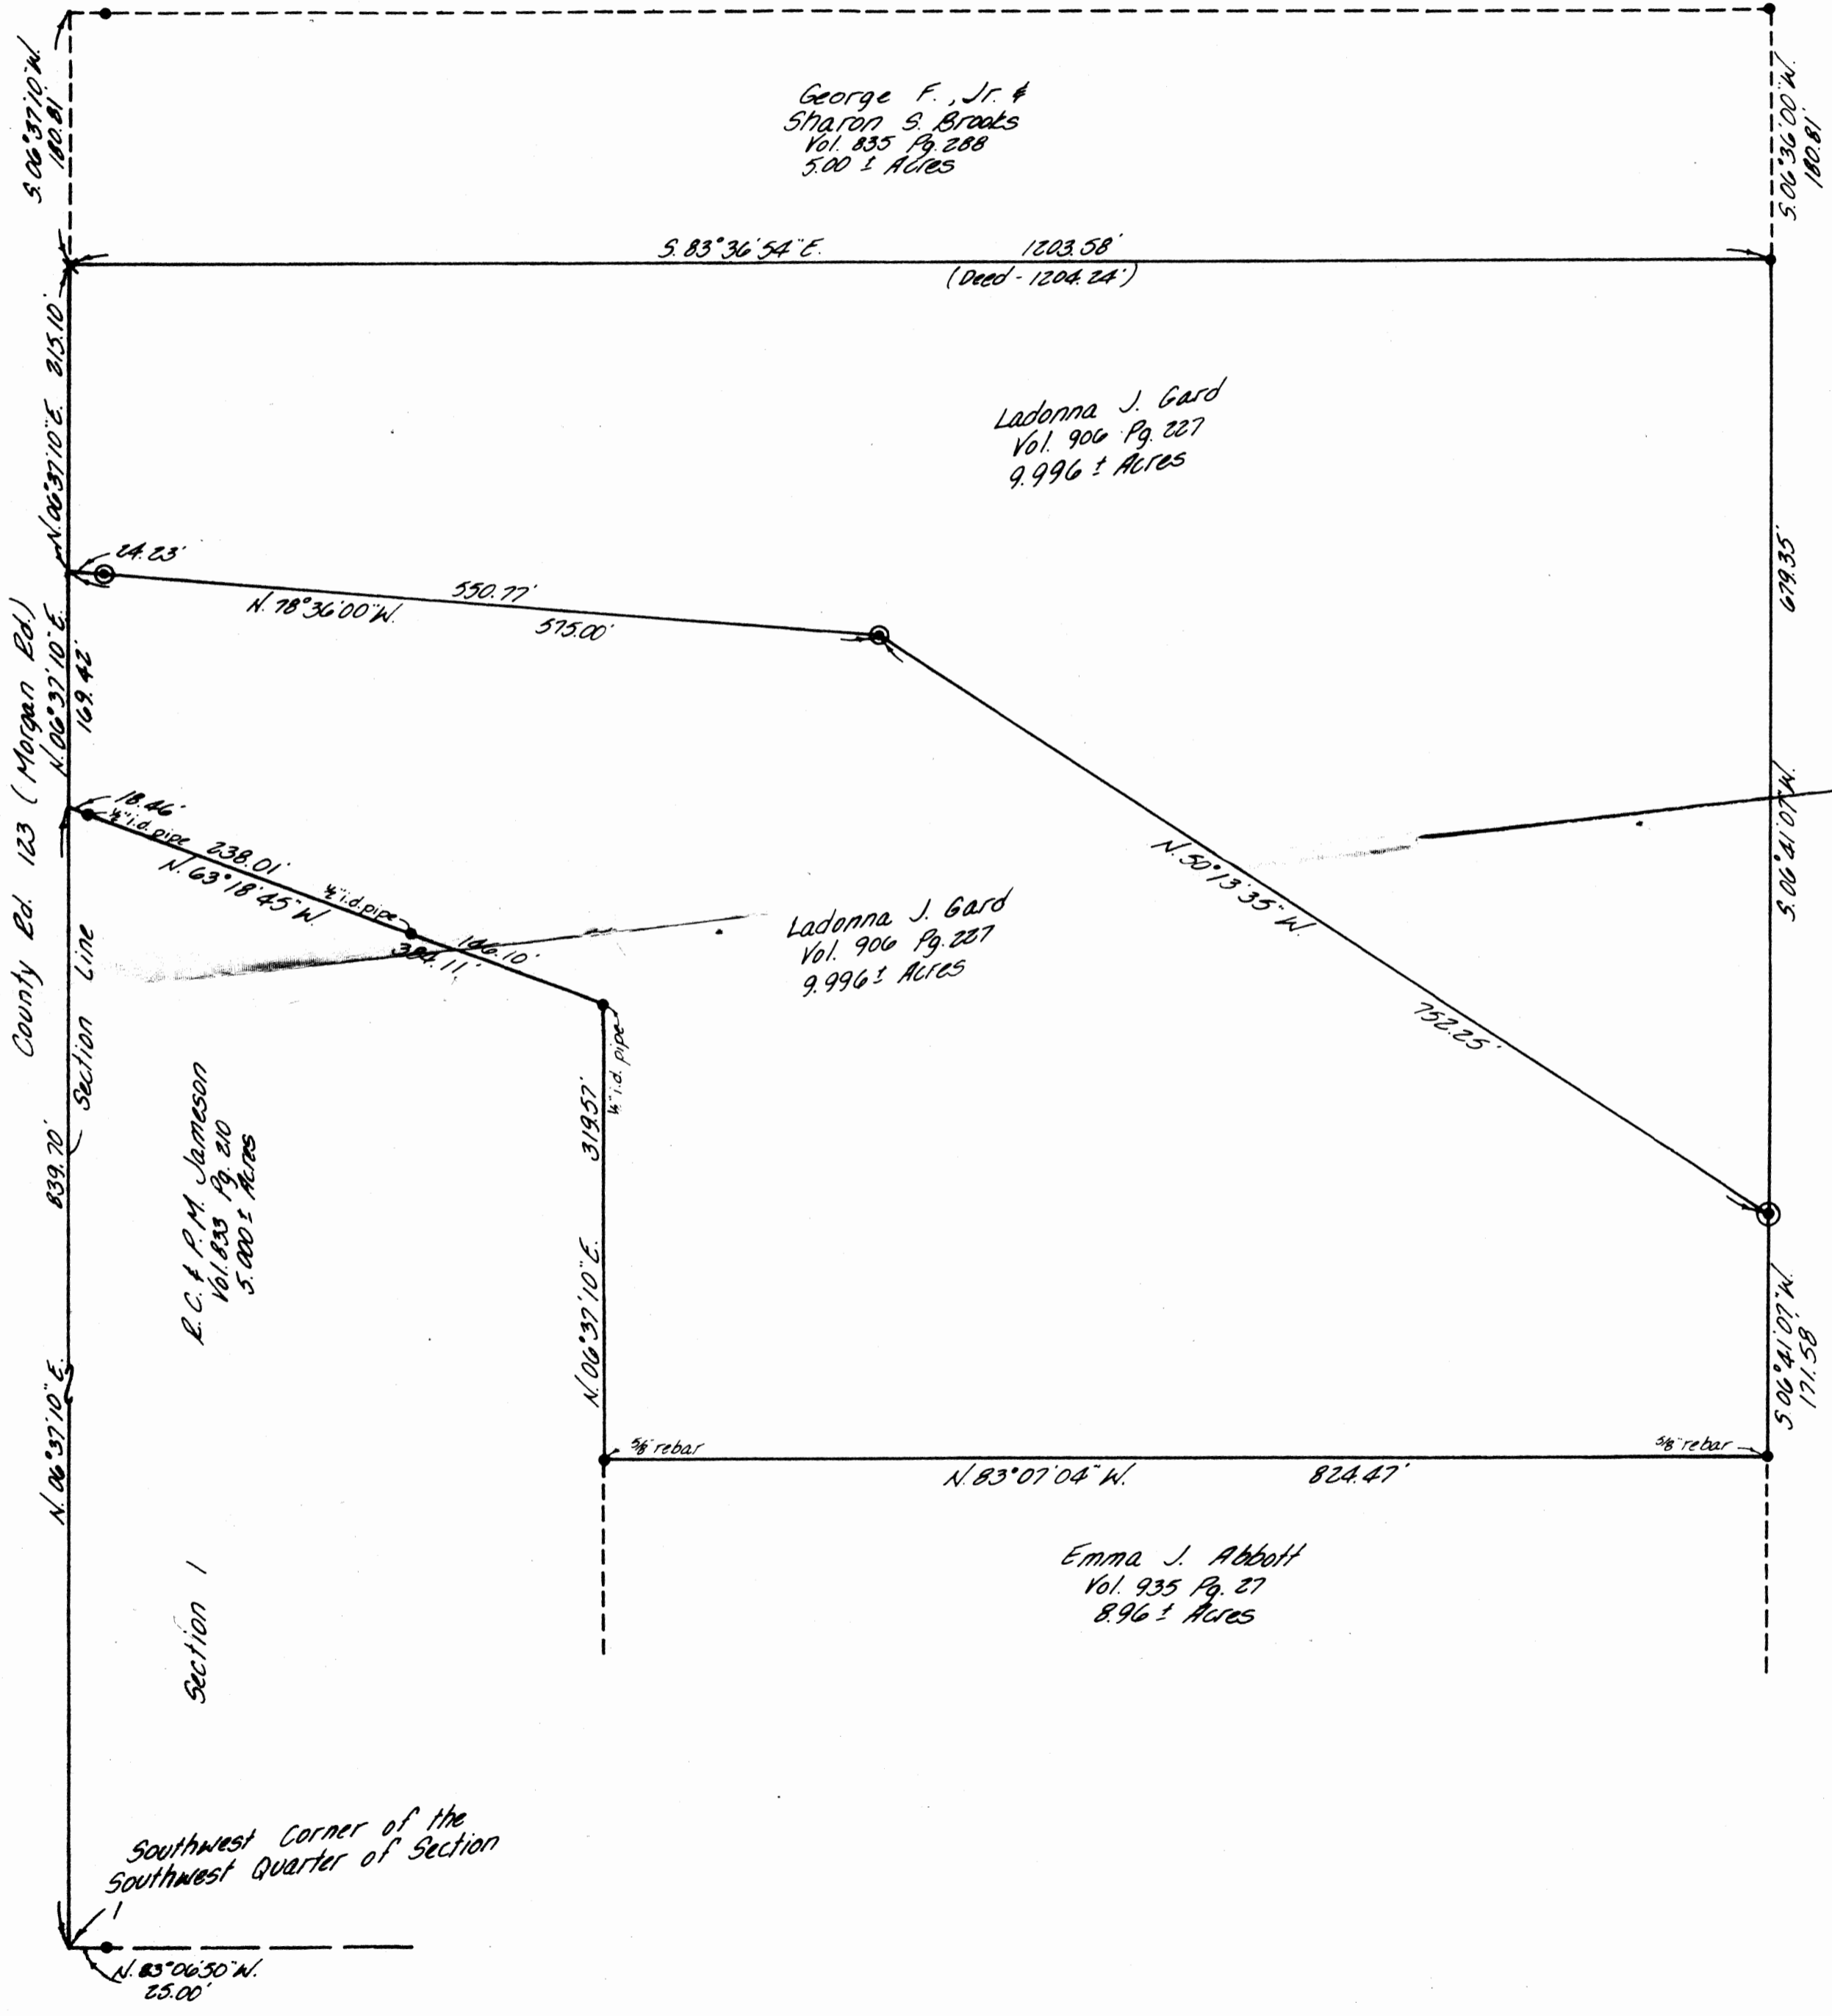 S.06°37'10"W.
180.81'
George F., Jr. &
Sharon S. Brooks
Vol. 835 Pg. 288
5.00 ± Acres
S.06°36'00"W.
180.81'
S.83°36'54"E. 1203.58'
(Deed - 1204.24')
N.06°37'10"E. 215.10'
Ladonna J. Gard
Vol. 906 Pg. 227
9.996 ± Acres
24.23'
550.77'
N.78°36'00"W.
575.00'
679.35'
S.06°41'07"W.
County Rd. 123 (Morgan Rd.)
N.06°37'10"E.
169.42'
18.46'
½" i.d. pipe
238.01'
N.63°18'45"W.
½" i.d. pipe
146.10'
384.11'
N.50°13'35"W.
752.25'
Ladonna J. Gard
Vol. 906 Pg. 227
9.996 ± Acres
½" i.d. pipe
319.57'
N.06°37'10"E.
Section Line
839.70'
N.06°37'10"E.
R.C. & P.M. Jameson
Vol. 833 Pg. 210
5.000 ± Acres
S.06°41'07"W.
171.58'
5/8" rebar
5/8" rebar
N.83°07'04"W. 824.47'
Emma J. Abbott
Vol. 935 Pg. 27
8.96 ± Acres
Section 1
Southwest Corner of the
Southwest Quarter of Section
1
N.83°06'50"W.
25.00'